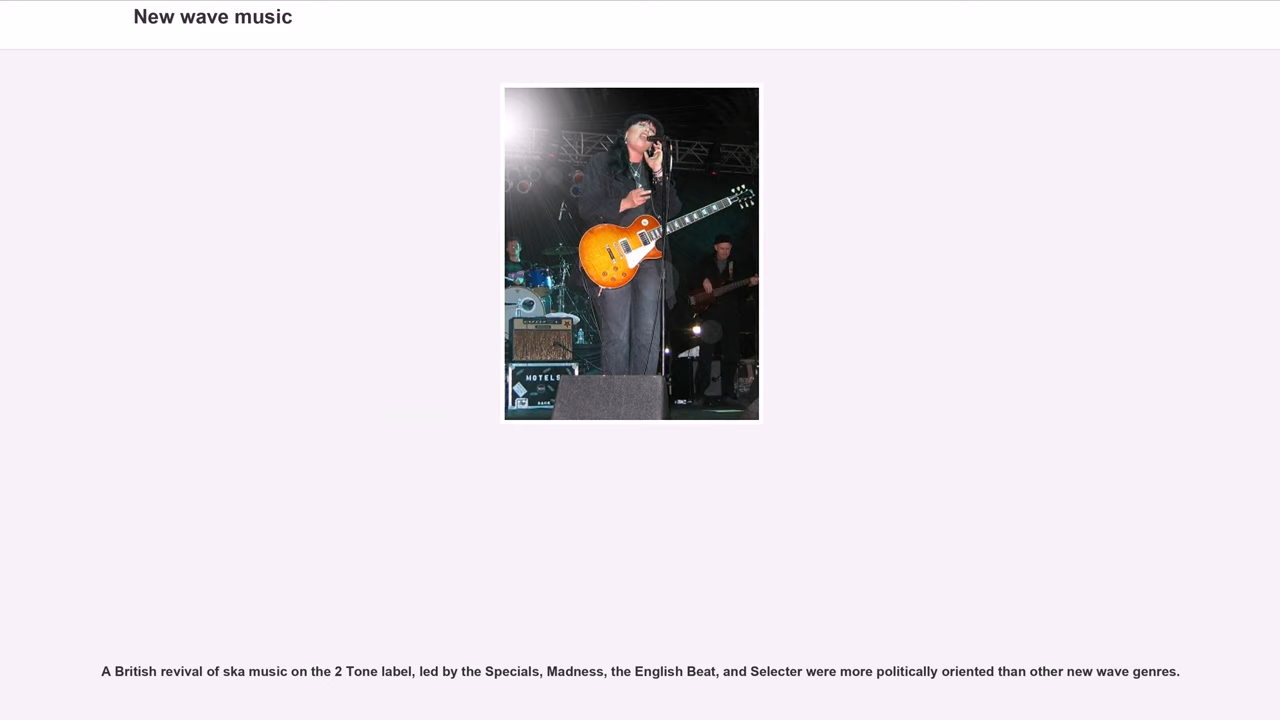 New wave music
MOTELS
A British revival of ska music on the 2 Tone label, led by the Specials, Madness, the English Beat, and Selecter were more politically oriented than other new wave genres.